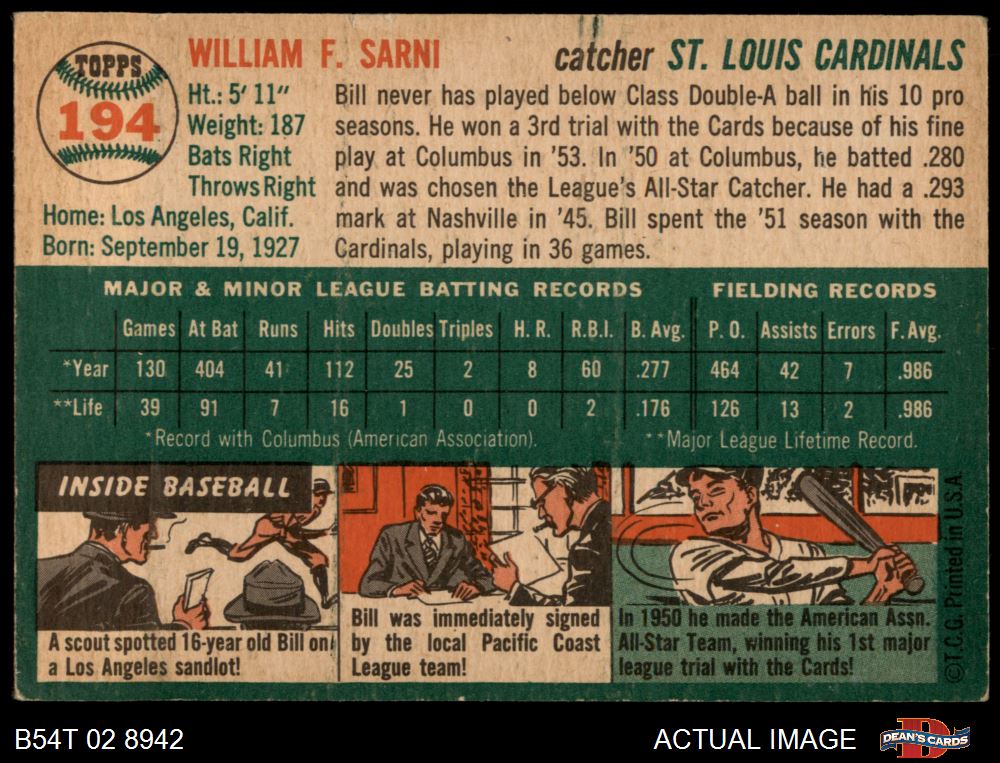 TOPPS
194
WILLIAM F. SARNI
catcher ST. LOUIS CARDINALS
Ht.: 5' 11"
Weight: 187
Bats Right
Throws Right
Home: Los Angeles, Calif.
Born: September 19, 1927
Bill never has played below Class Double-A ball in his 10 pro
seasons. He won a 3rd trial with the Cards because of his fine
play at Columbus in '53. In '50 at Columbus, he batted .280
and was chosen the League's All-Star Catcher. He had a .293
mark at Nashville in '45. Bill spent the '51 season with the
Cardinals, playing in 36 games.
MAJOR & MINOR LEAGUE BATTING RECORDS FIELDING RECORDS
Games At Bat Runs Hits Doubles Triples H. R. R.B.I. B. Avg. P. O. Assists Errors F. Avg.
*Year 130 404 41 112 25 2 8 60 .277 464 42 7 .986
**Life 39 91 7 16 1 0 0 2 .176 126 13 2 .986
*Record with Columbus (American Association). **Major League Lifetime Record.
INSIDE BASEBALL
A scout spotted 16-year old Bill on
a Los Angeles sandlot!
Bill was immediately signed
by the local Pacific Coast
League team!
In 1950 he made the American Assn.
All-Star Team, winning his 1st major
league trial with the Cards!
©T.C.G. Printed in U.S.A.
B54T 02 8942
ACTUAL IMAGE
D
DEAN'S CARDS